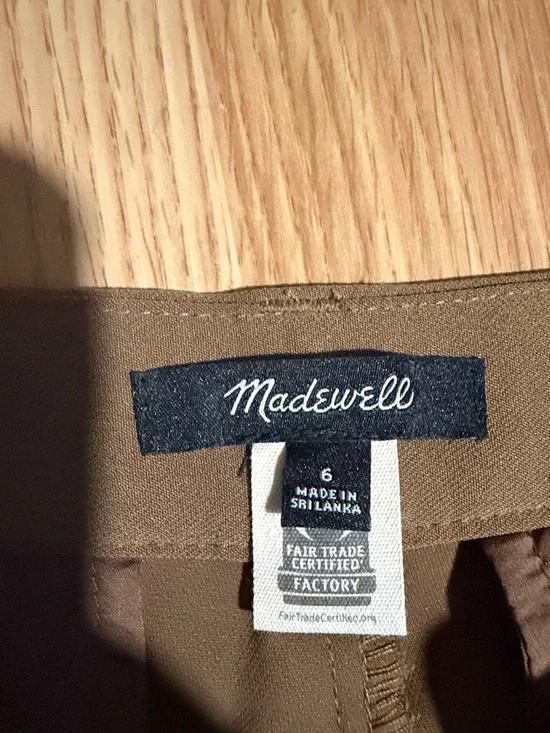 Madewell
6
MADE IN
SRI LANKA
FAIR TRADE
CERTIFIED
FACTORY
FairTradeCertified.org